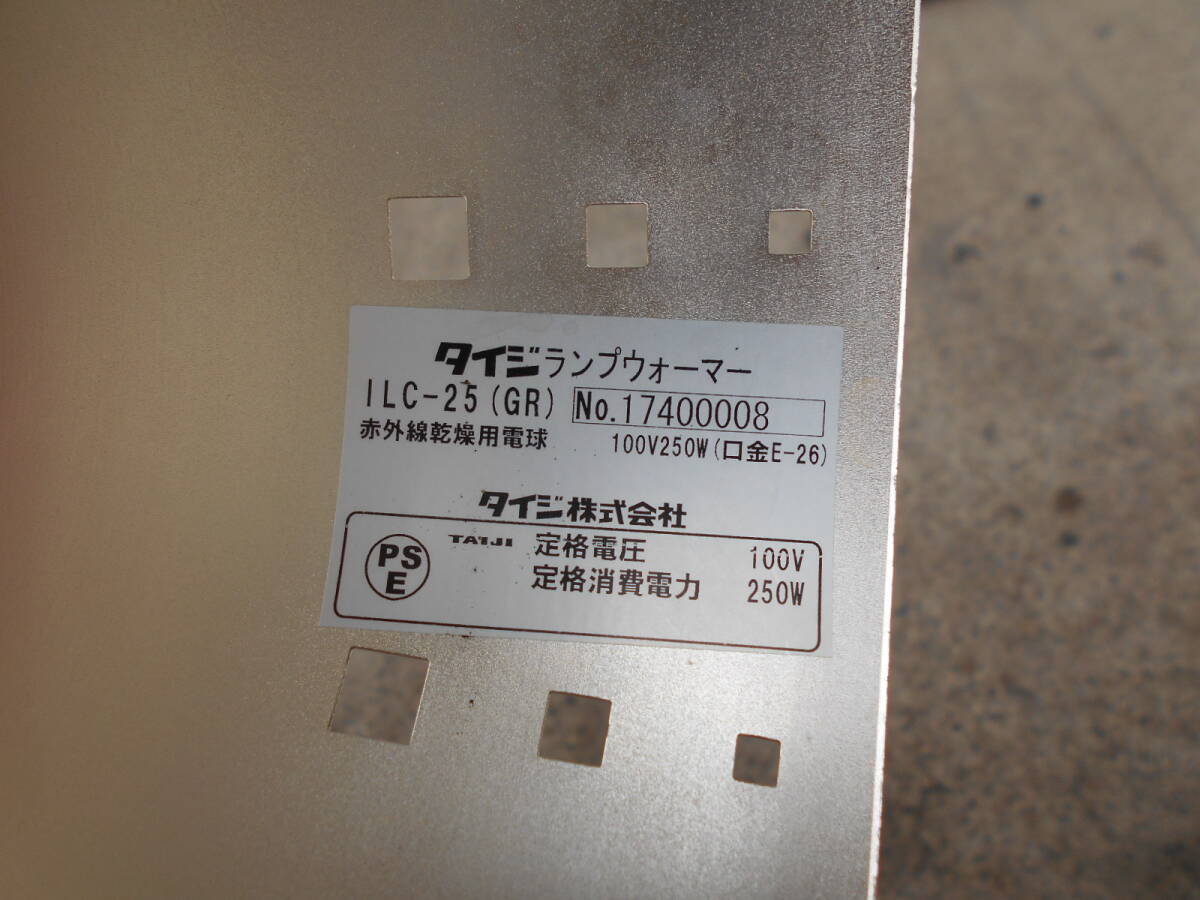 タイジランプウォーマー
ILC-25(GR) No.17400008
赤外線乾燥用電球 100V250W(口金E-26)
タイジ株式会社
PS
E
TAIJI 定格電圧 100V
定格消費電力 250W